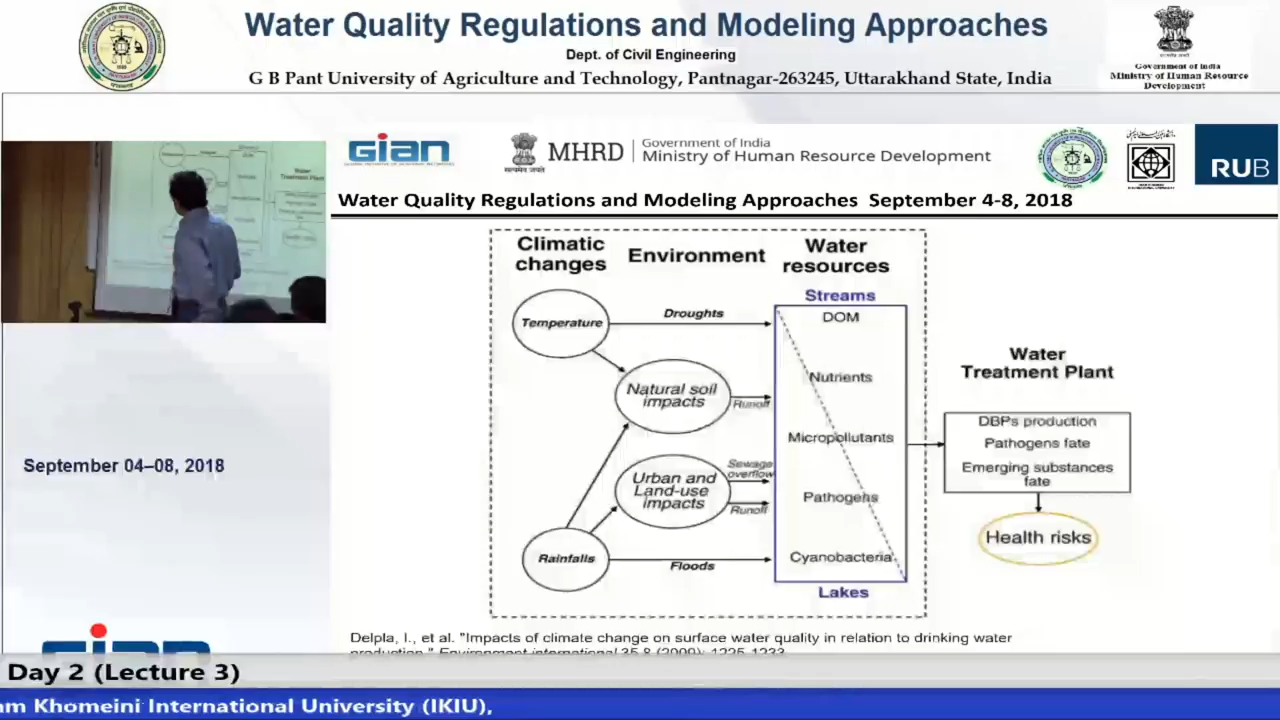 Water Quality Regulations and Modeling Approaches
Dept. of Civil Engineering
G B Pant University of Agriculture and Technology, Pantnagar-263245, Uttarakhand State, India
Government of India
Ministry of Human Resource
Development
GIAN
MHRD
Government of India
Ministry of Human Resource Development
सत्यमेव जयते
RUB
Water Quality Regulations and Modeling Approaches September 4-8, 2018
Climatic
changes
Environment
Water
resources
Streams
Temperature
Droughts
DOM
Natural soil
impacts
Runoff
Nutrients
Micropollutants
Urban and
Land-use
impacts
Sewage
overflow
Runoff
Pathogens
Rainfalls
Floods
Cyanobacteria
Lakes
Water
Treatment Plant
DBPs production
Pathogens fate
Emerging substances
fate
Health risks
September 04–08, 2018
Delpla, I., et al. "Impacts of climate change on surface water quality in relation to drinking water
production." Environment international 35.8 (2009): 1225-1233.
Day 2 (Lecture 3)
am Khomeini International University (IKIU),